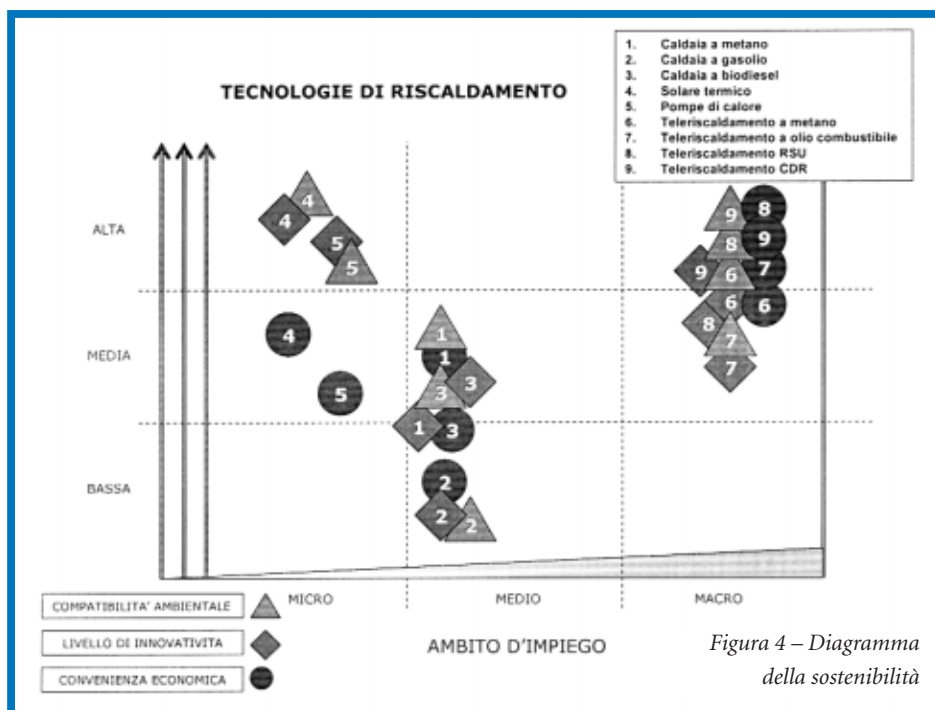 1. Caldaia a metano
2. Caldaia a gasolio
3. Caldaia a biodiesel
4. Solare termico
5. Pompe di calore
6. Teleriscaldamento a metano
7. Teleriscaldamento a olio combustibile
8. Teleriscaldamento RSU
9. Teleriscaldamento CDR
TECNOLOGIE DI RISCALDAMENTO
4
9 8
4
5
8 9
ALTA
5
9 6 7
6 6
8
4
1
7
MEDIA
1
3
7
5
3
1 3
2
BASSA
2 2
MICRO MEDIO MACRO
COMPATIBILITA' AMBIENTALE
LIVELLO DI INNOVATIVITA
CONVENIENZA ECONOMICA
AMBITO D'IMPIEGO
Figura 4 – Diagramma
della sostenibilità